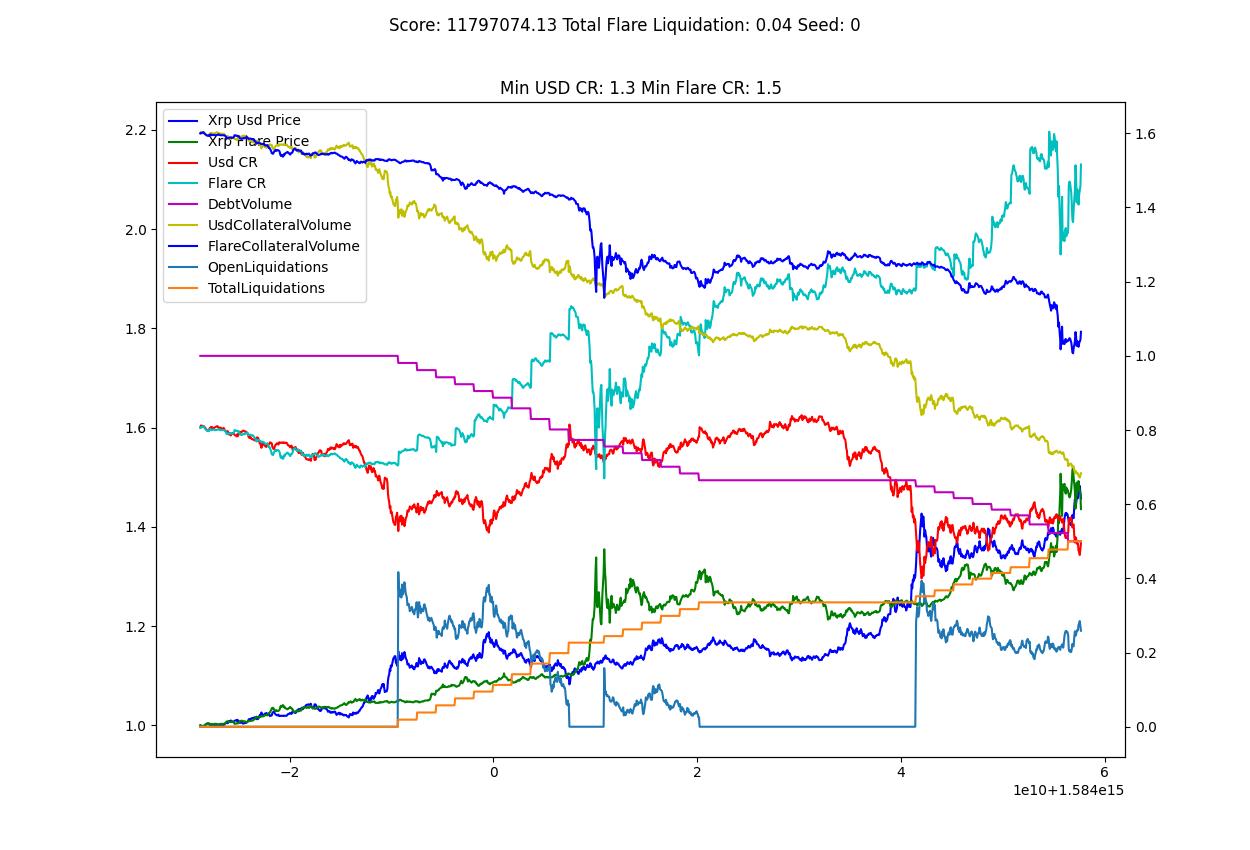 Score: 11797074.13 Total Flare Liquidation: 0.04 Seed: 0
Min USD CR: 1.3 Min Flare CR: 1.5
Xrp Usd Price
Xrp Flare Price
Usd CR
Flare CR
DebtVolume
UsdCollateralVolume
FlareCollateralVolume
OpenLiquidations
TotalLiquidations
2.2
2.0
1.8
1.6
1.4
1.2
1.0
1.6
1.4
1.2
1.0
0.8
0.6
0.4
0.2
0.0
−2 0 2 4 6
1e10+1.584e15